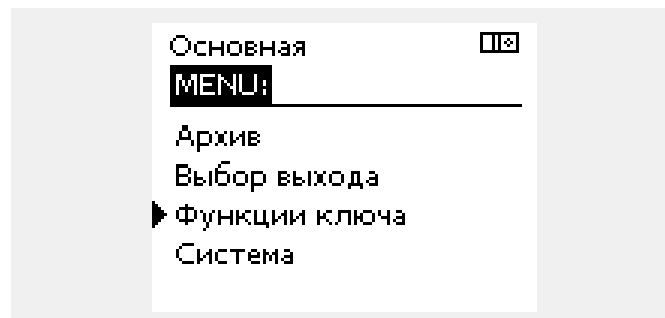 Основная
MENU:
Архив
Выбор выхода
Функции ключа
Система